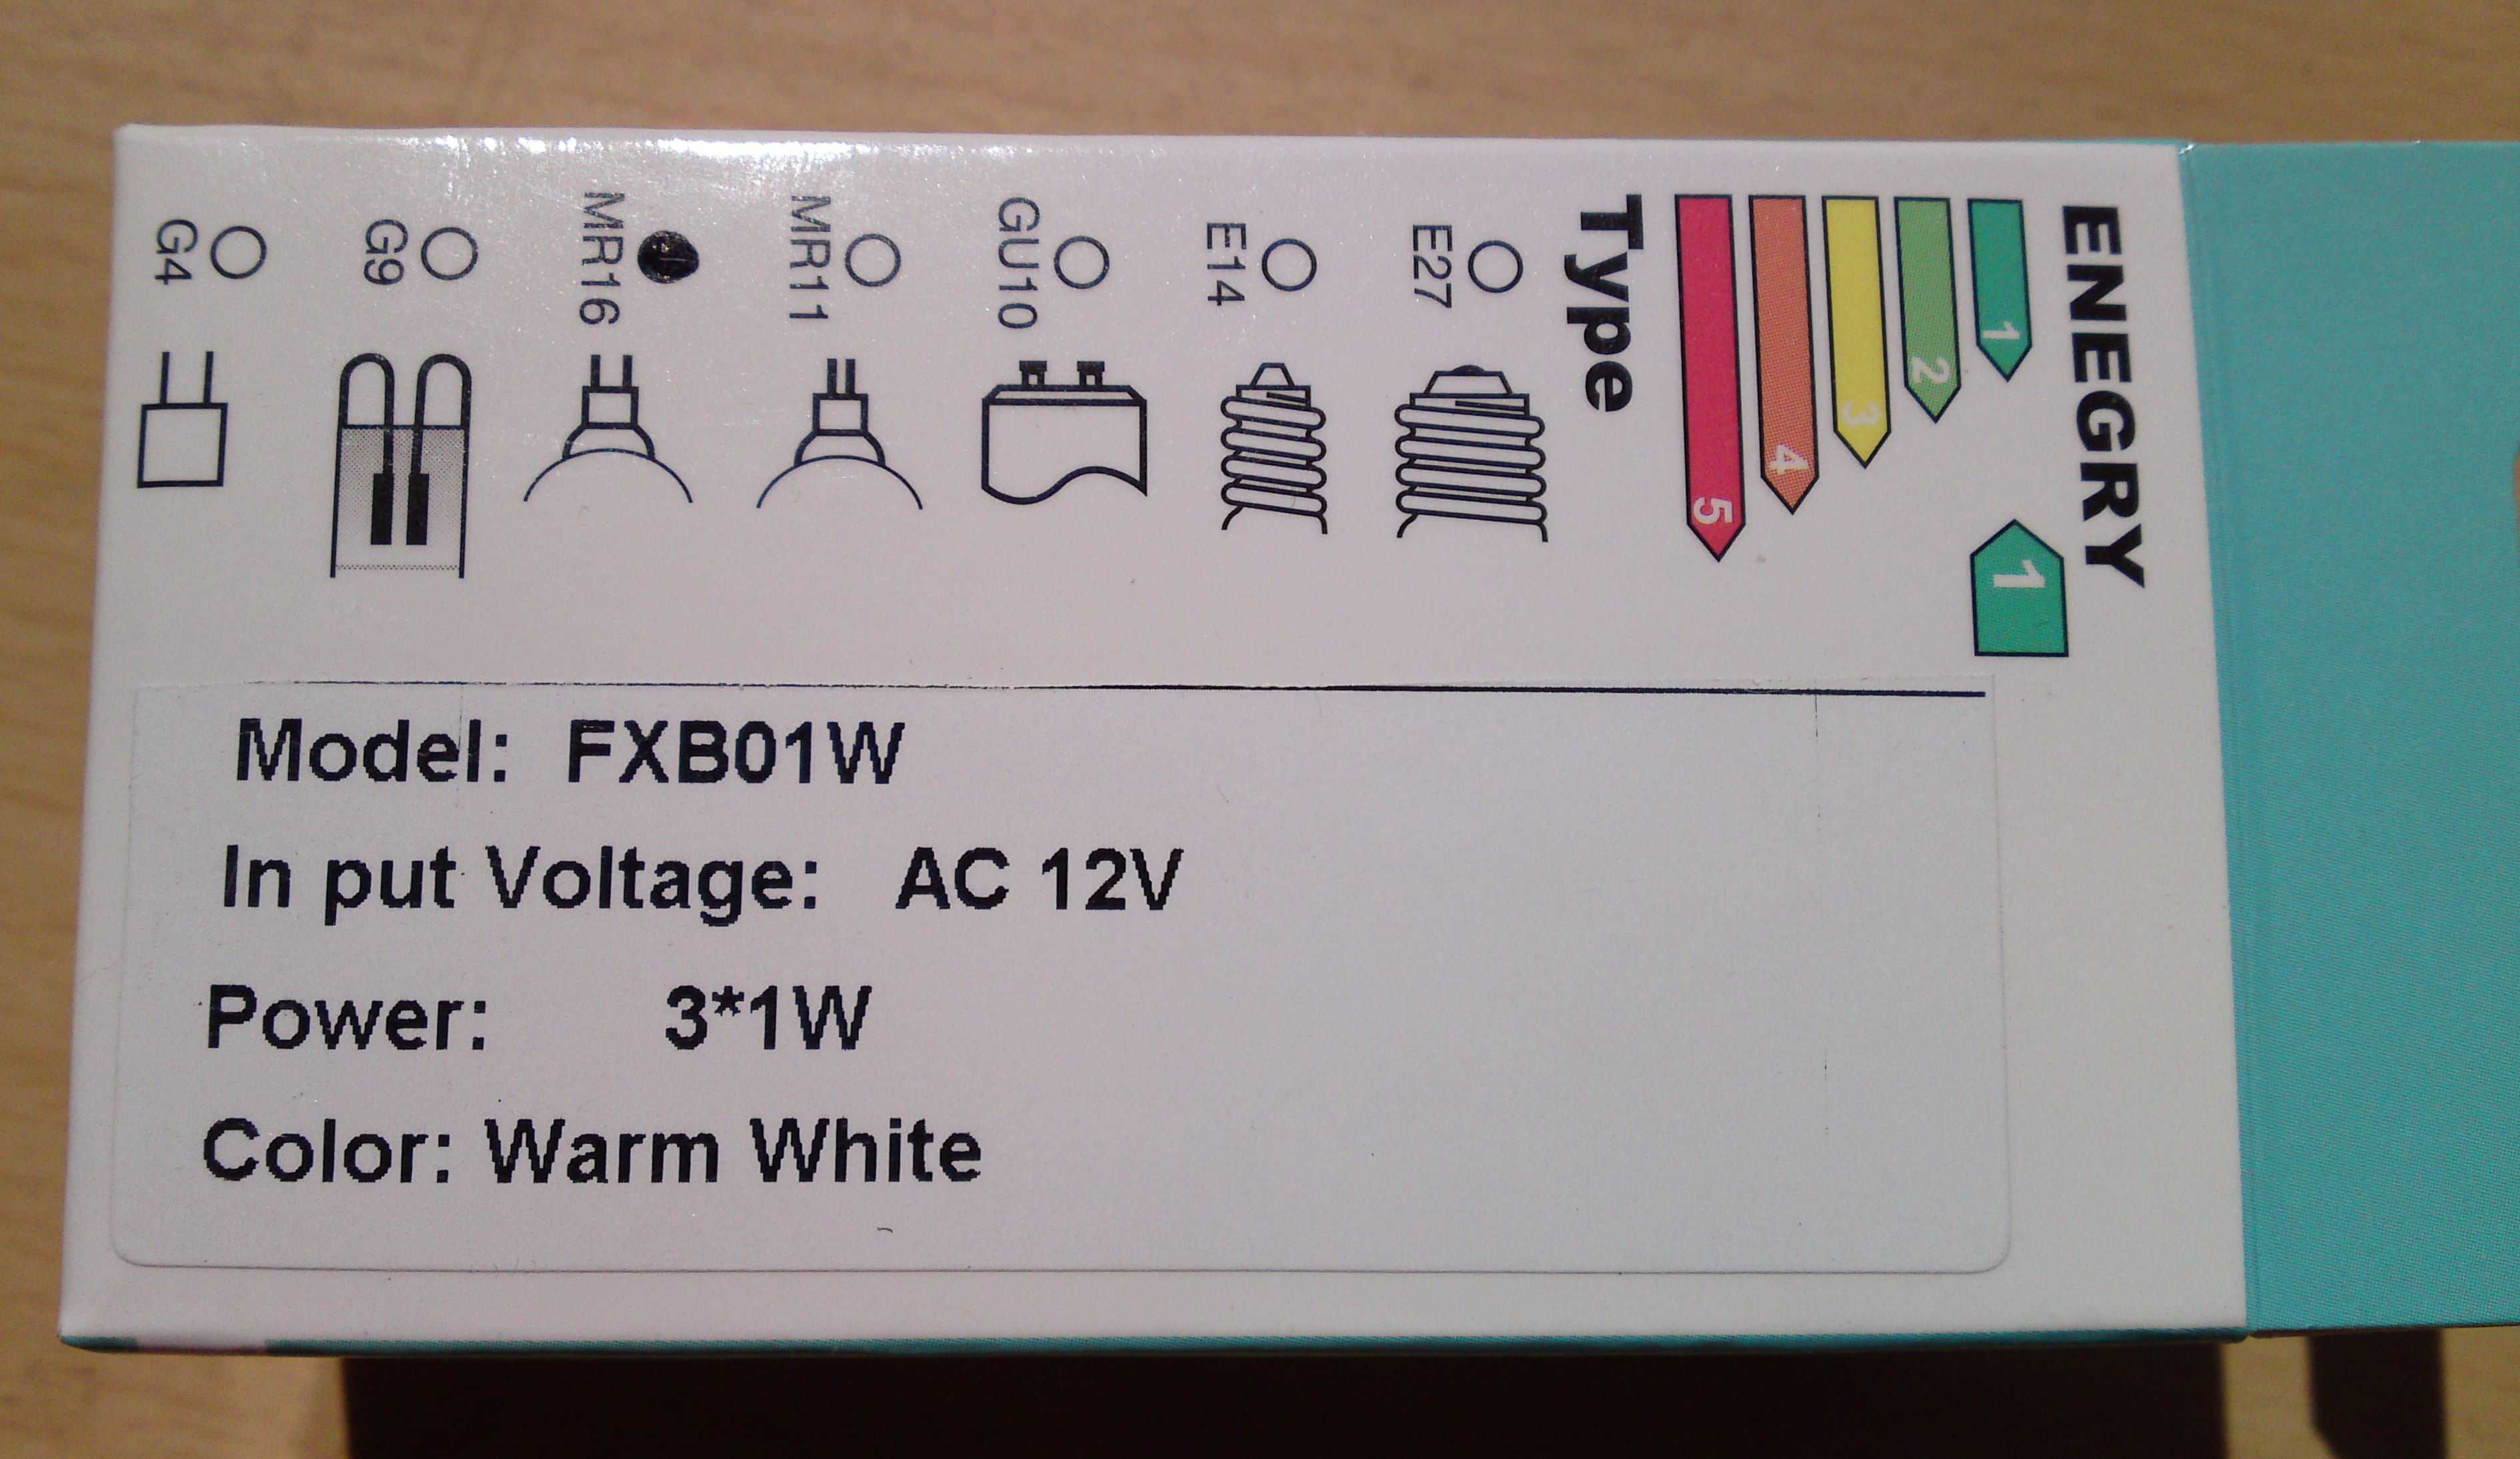 ENEGRY
1
2
3
4
5
1
Type
E27
E14
GU10
MR11
MR16
G9
G4
Model: FXB01W
In put Voltage: AC 12V
Power: 3*1W
Color: Warm White